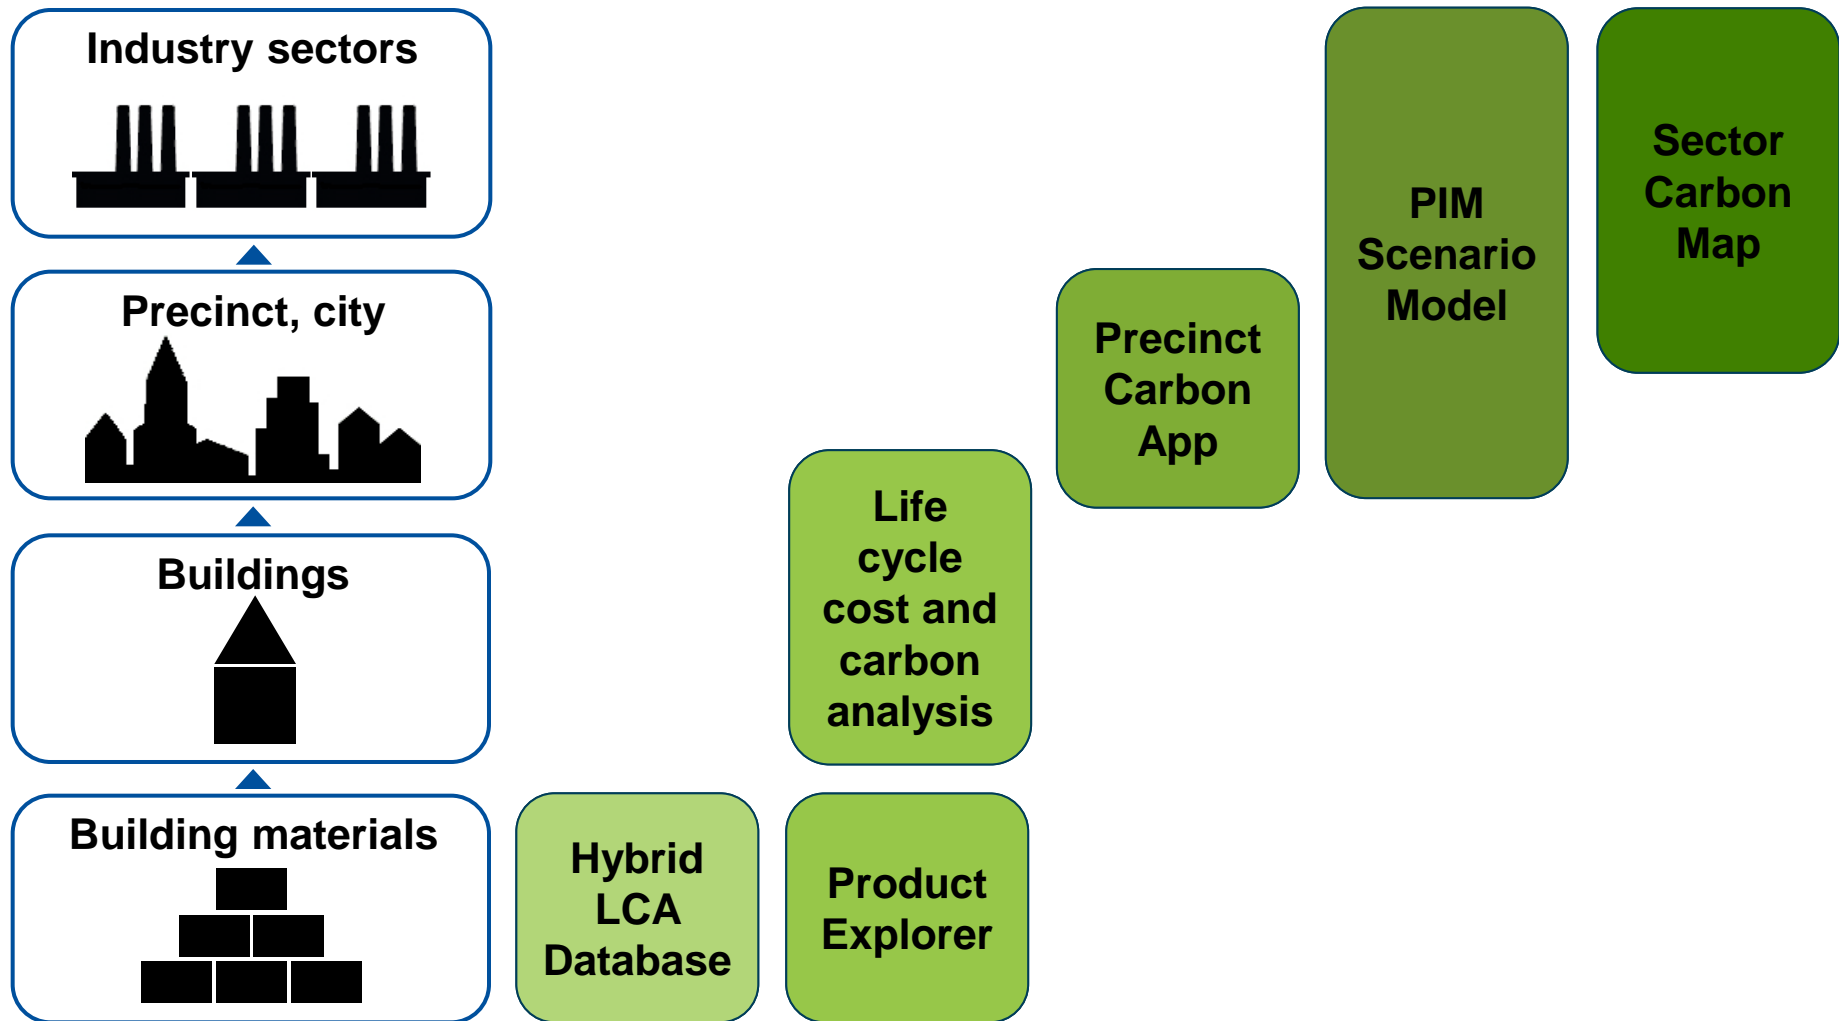 Industry sectors
Precinct, city
Buildings
Building materials
Hybrid
LCA
Database
Product
Explorer
Life
cycle
cost and
carbon
analysis
Precinct
Carbon
App
PIM
Scenario
Model
Sector
Carbon
Map